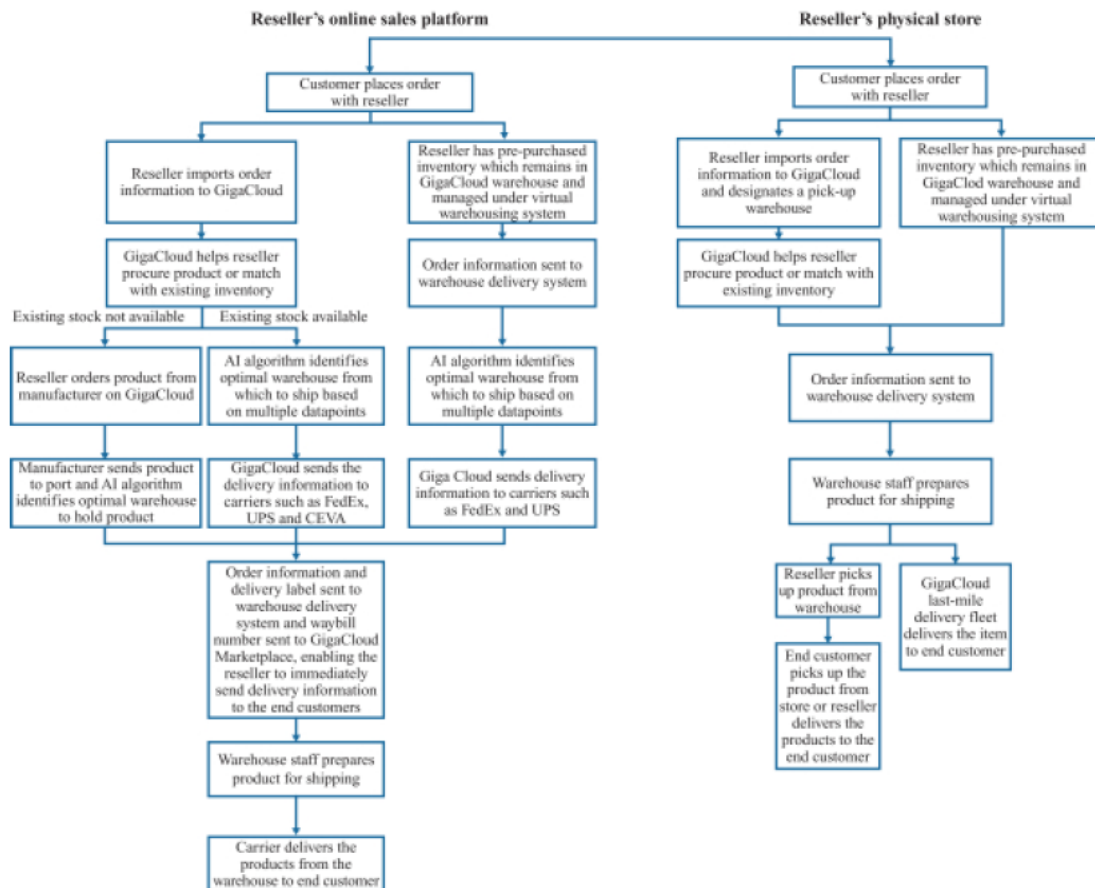 Reseller's online sales platform
Reseller's physical store
Customer places order
with reseller
Customer places order
with reseller
Reseller imports order
information to GigaCloud
Reseller has pre-purchased
inventory which remains in
GigaCloud warehouse and
managed under virtual
warehousing system
Reseller imports order
information to GigaCloud
and designates a pick-up
warehouse
Reseller has pre-purchased
inventory which remains in
GigaClod warehouse and
managed under virtual
warehousing system
GigaCloud helps reseller
procure product or match
with existing inventory
Order information sent to
warehouse delivery system
GigaCloud helps reseller
procure product or match with
existing inventory
Existing stock not available
Existing stock available
Reseller orders product from
manufacturer on GigaCloud
AI algorithm identifies
optimal warehouse from
which to ship based
on multiple datapoints
AI algorithm identifies
optimal warehouse from
which to ship based on
multiple datapoints
Order information sent to
warehouse delivery system
Manufacturer sends product
to port and AI algorithm
identifies optimal warehouse
to hold product
GigaCloud sends the
delivery information to
carriers such as FedEx,
UPS and CEVA
Giga Cloud sends delivery
information to carriers such
as FedEx and UPS
Warehouse staff prepares
product for shipping
Order information and
delivery label sent to
warehouse delivery
system and waybill
number sent to GigaCloud
Marketplace, enabling the
reseller to immediately
send delivery information
to the end customers
Reseller picks
up product from
warehouse
GigaCloud
last-mile
delivery fleet
delivers the item
to end customer
End customer
picks up the
product from
store or reseller
delivers the
products to the
end customer
Warehouse staff prepares
product for shipping
Carrier delivers the
products from the
warehouse to end customer